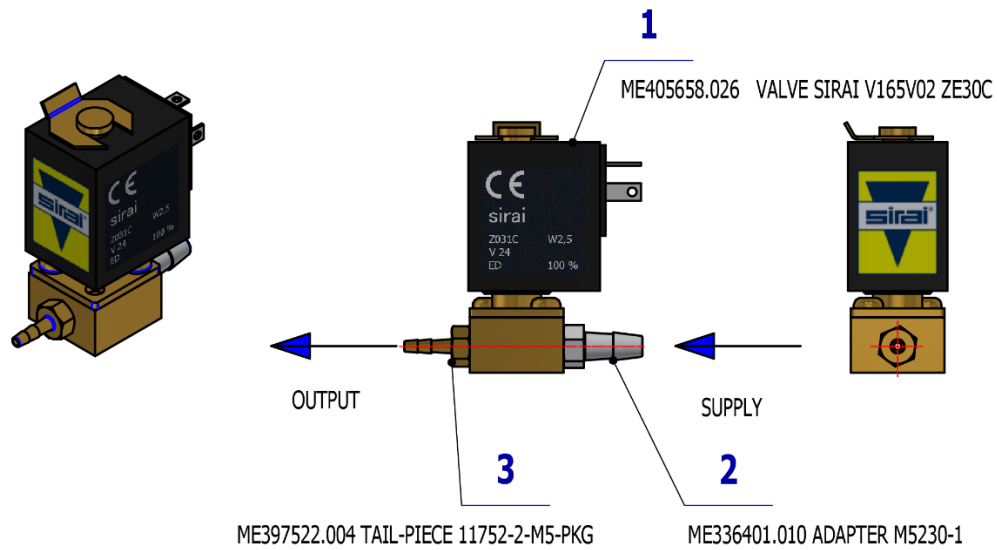 1
ME405658.026 VALVE SIRAI V165V02 ZE30C
CE
sirai
Z031C W2,5
V 24
ED 100 %
sirai
CE
sirai
Z031C W2,5
V 24
ED 100 %
sirai
OUTPUT
SUPPLY
3
2
ME397522.004 TAIL-PIECE 11752-2-M5-PKG
ME336401.010 ADAPTER M5230-1